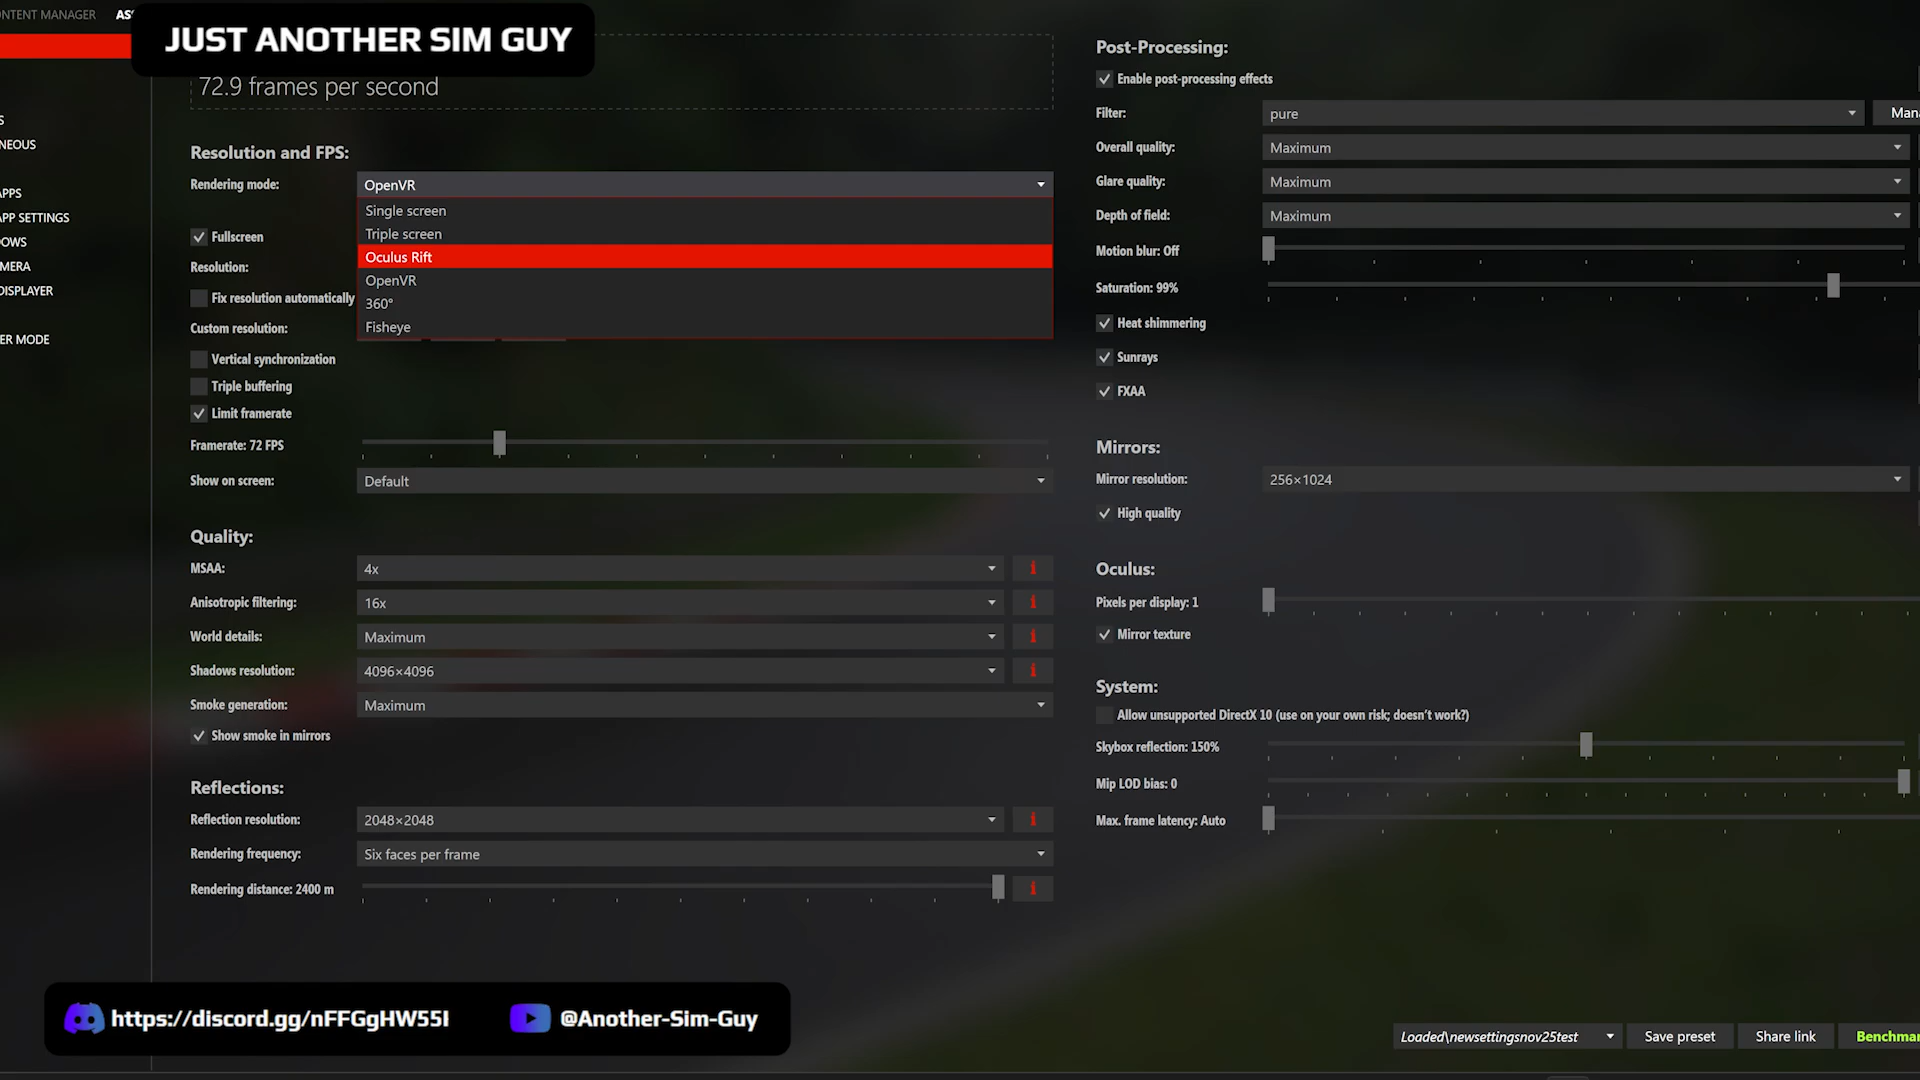 ONTENT MANAGER
AS
JUST ANOTHER SIM GUY
72.9 frames per second
S
NEOUS
APPS
APP SETTINGS
OWS
MERA
DISPLAYER
ER MODE
Resolution and FPS:
Rendering mode:
OpenVR
Single screen
Triple screen
Oculus Rift
OpenVR
360°
Fisheye
Fullscreen
Resolution:
Fix resolution automatically
Custom resolution:
Vertical synchronization
Triple buffering
Limit framerate
Framerate: 72 FPS
Show on screen:
Default
Quality:
MSAA:
4x
Anisotropic filtering:
16x
World details:
Maximum
Shadows resolution:
4096×4096
Smoke generation:
Maximum
Show smoke in mirrors
Reflections:
Reflection resolution:
2048×2048
Rendering frequency:
Six faces per frame
Rendering distance: 2400 m
Post-Processing:
Enable post-processing effects
Filter:
pure
Mana
Overall quality:
Maximum
Glare quality:
Maximum
Depth of field:
Maximum
Motion blur: Off
Saturation: 99%
Heat shimmering
Sunrays
FXAA
Mirrors:
Mirror resolution:
256×1024
High quality
Oculus:
Pixels per display: 1
Mirror texture
System:
Allow unsupported DirectX 10 (use on your own risk; doesn't work?)
Skybox reflection: 150%
Mip LOD bias: 0
Max. frame latency: Auto
https://discord.gg/nFFGgHW55I
@Another-Sim-Guy
Loaded\newsettingsnov25test
Save preset
Share link
Benchmar